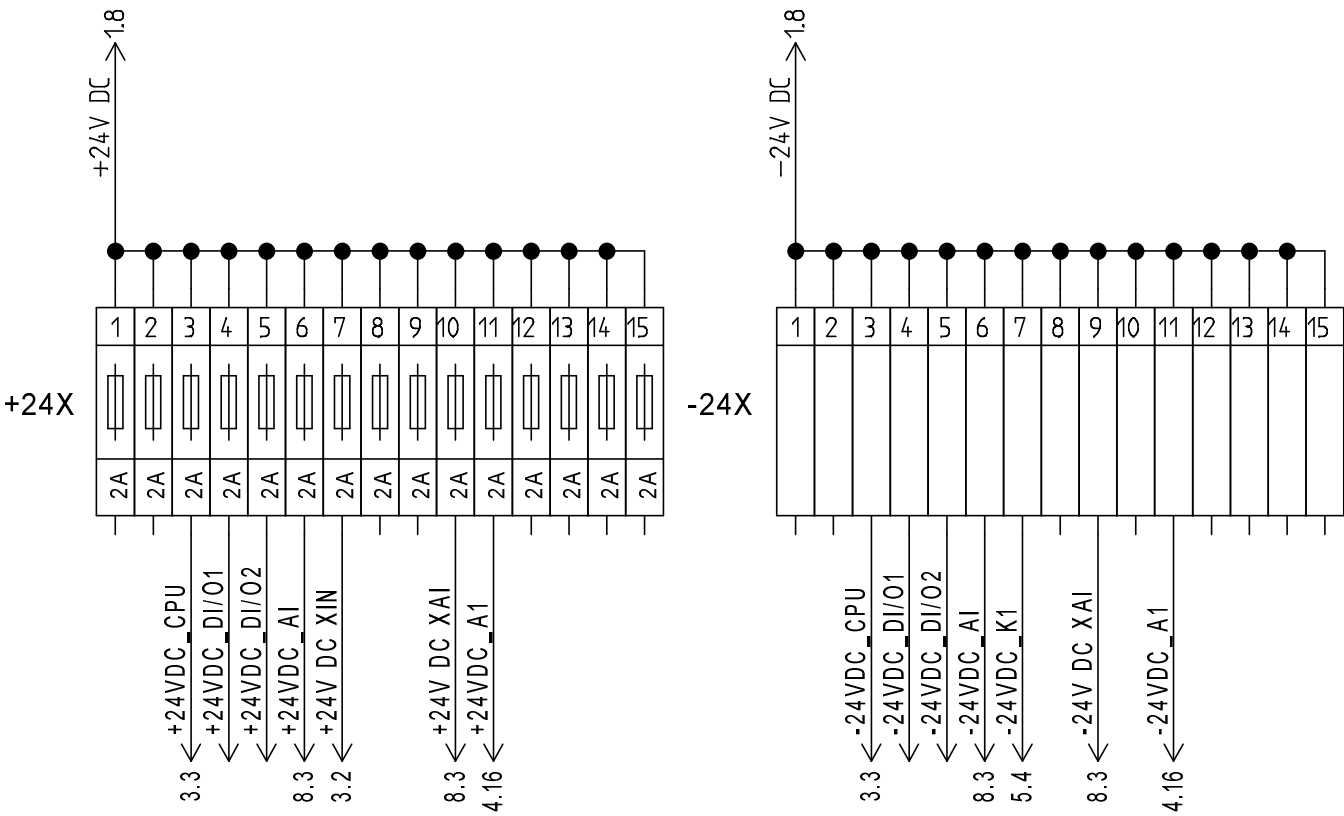 1.8
+24V DC
1 2 3 4 5 6 7 8 9 10 11 12 13 14 15
+24X
2A 2A 2A 2A 2A 2A 2A 2A 2A 2A 2A 2A 2A 2A 2A
+24VDC_CPU
+24VDC_DI/O1
+24VDC_DI/O2
+24VDC_AI
+24V DC XIN
+24V DC XAI
+24VDC_A1
3.3
8.3
3.2
8.3
4.16
1.8
-24V DC
1 2 3 4 5 6 7 8 9 10 11 12 13 14 15
-24X
-24VDC_CPU
-24VDC_DI/O1
-24VDC_DI/O2
-24VDC_AI
-24VDC_K1
-24V DC XAI
-24VDC_A1
3.3
8.3
5.4
8.3
4.16